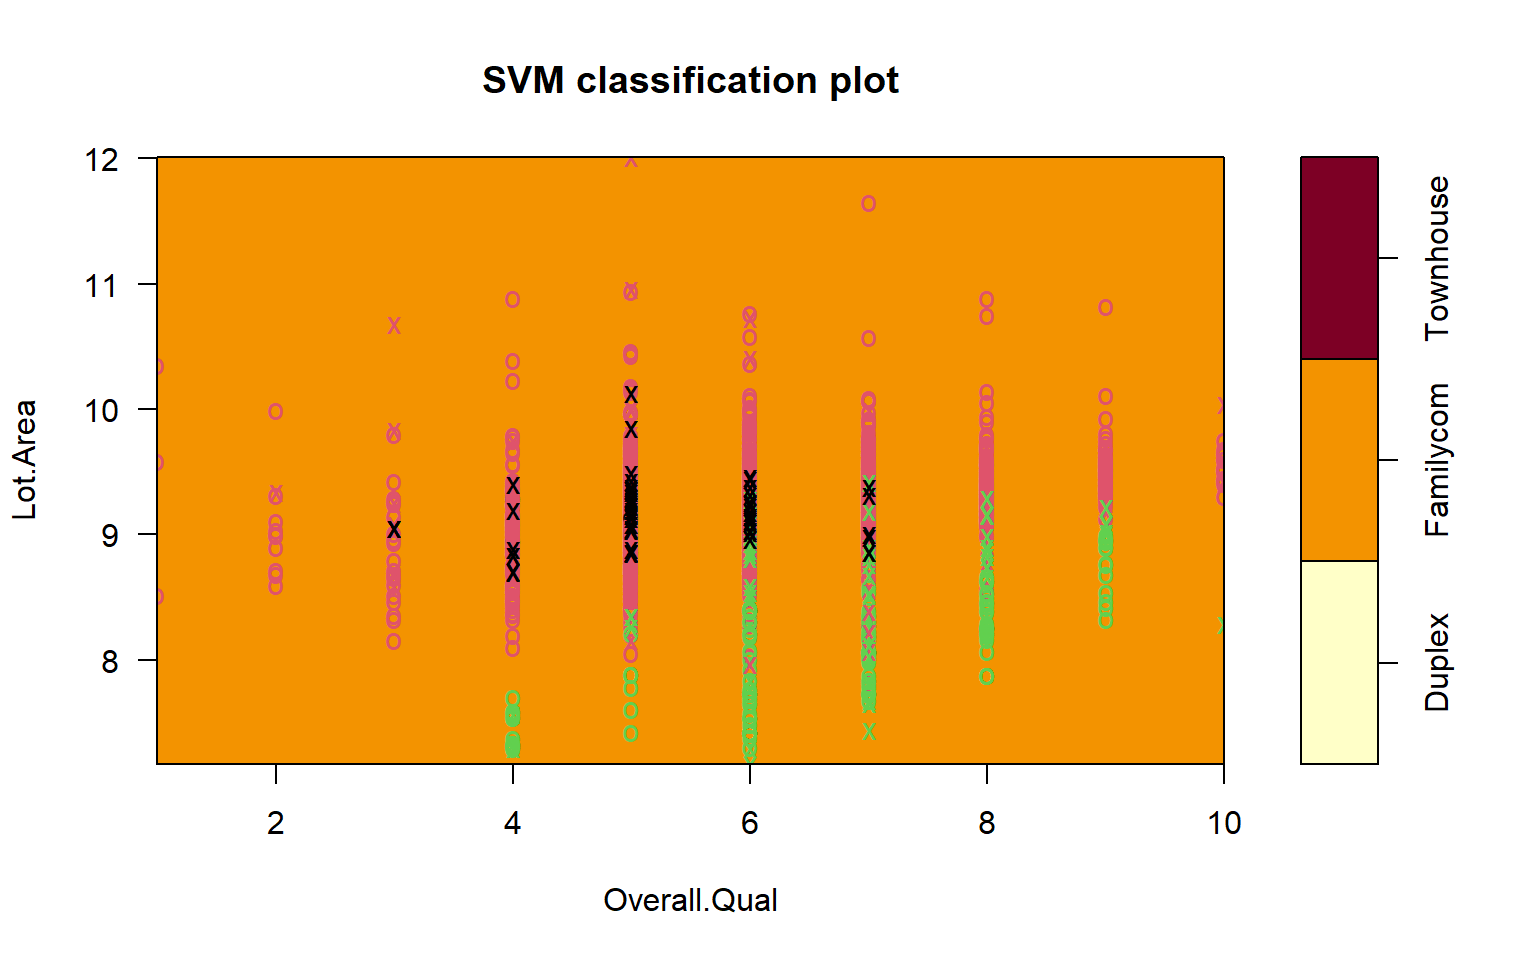 SVM classification plot
12
11
10
9
8
Lot.Area
2
4
6
8
10
Overall.Qual
Townhouse
Familycom
Duplex